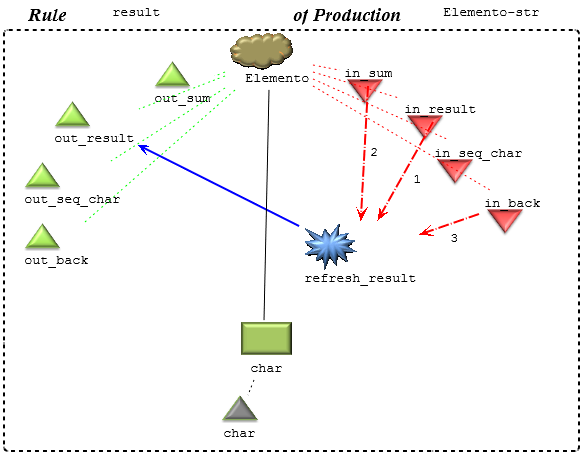 Rule result of Production Elemento-str
Elemento
in_sum
out_sum
in_result
out_result
2
in_seq_char
1
out_seq_char
in_back
3
out_back
refresh_result
char
char